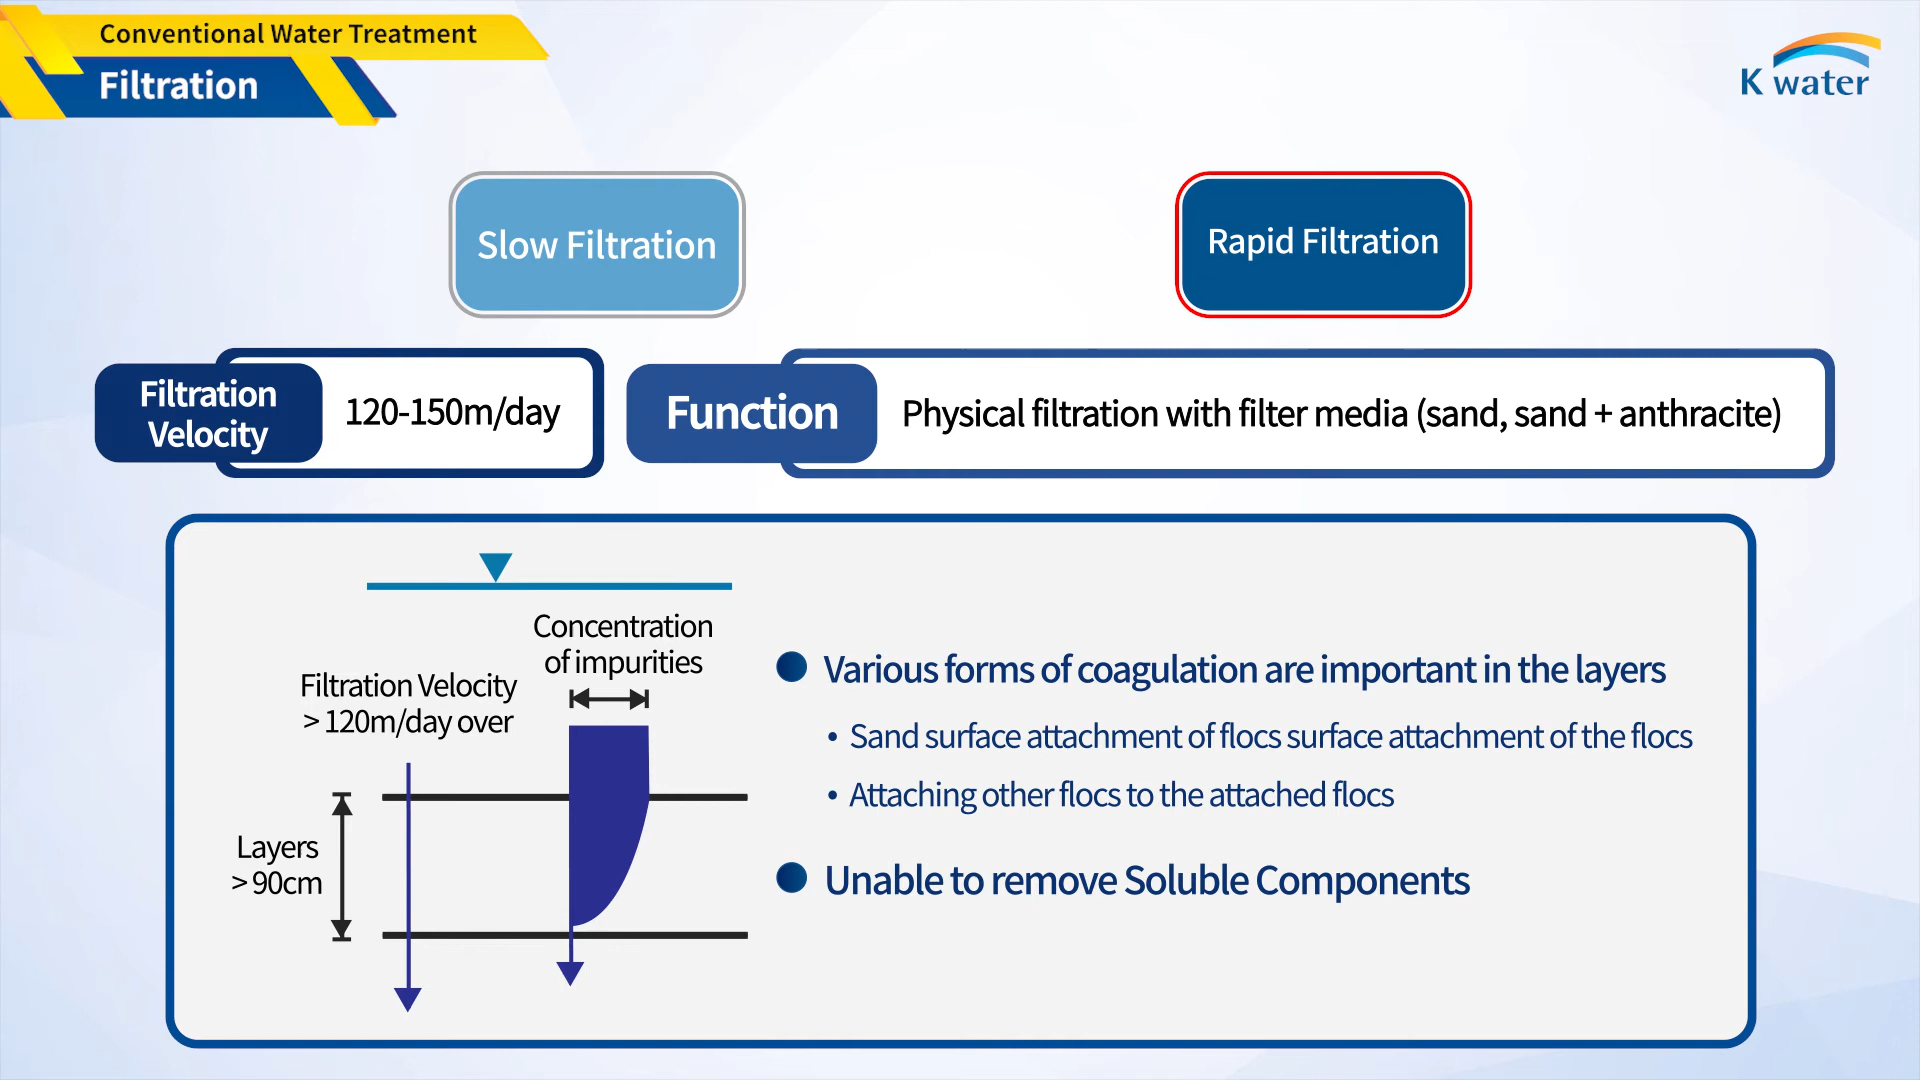 Conventional Water Treatment
Filtration
K water
Slow Filtration
Rapid Filtration
Filtration
Velocity
120-150m/day
Function
Physical filtration with filter media (sand, sand + anthracite)
Concentration
of impurities
Filtration Velocity
> 120m/day over
Layers
> 90cm
Various forms of coagulation are important in the layers
• Sand surface attachment of flocs surface attachment of the flocs
• Attaching other flocs to the attached flocs
Unable to remove Soluble Components